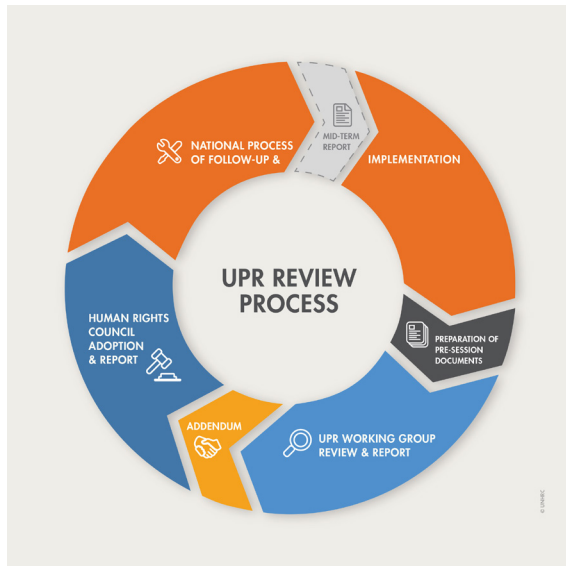 UPR REVIEW
PROCESS
MID-TERM
REPORT
IMPLEMENTATION
PREPARATION OF
PRE-SESSION
DOCUMENTS
UPR WORKING GROUP
REVIEW & REPORT
ADDENDUM
HUMAN RIGHTS
COUNCIL
ADOPTION
& REPORT
NATIONAL PROCESS
OF FOLLOW-UP &